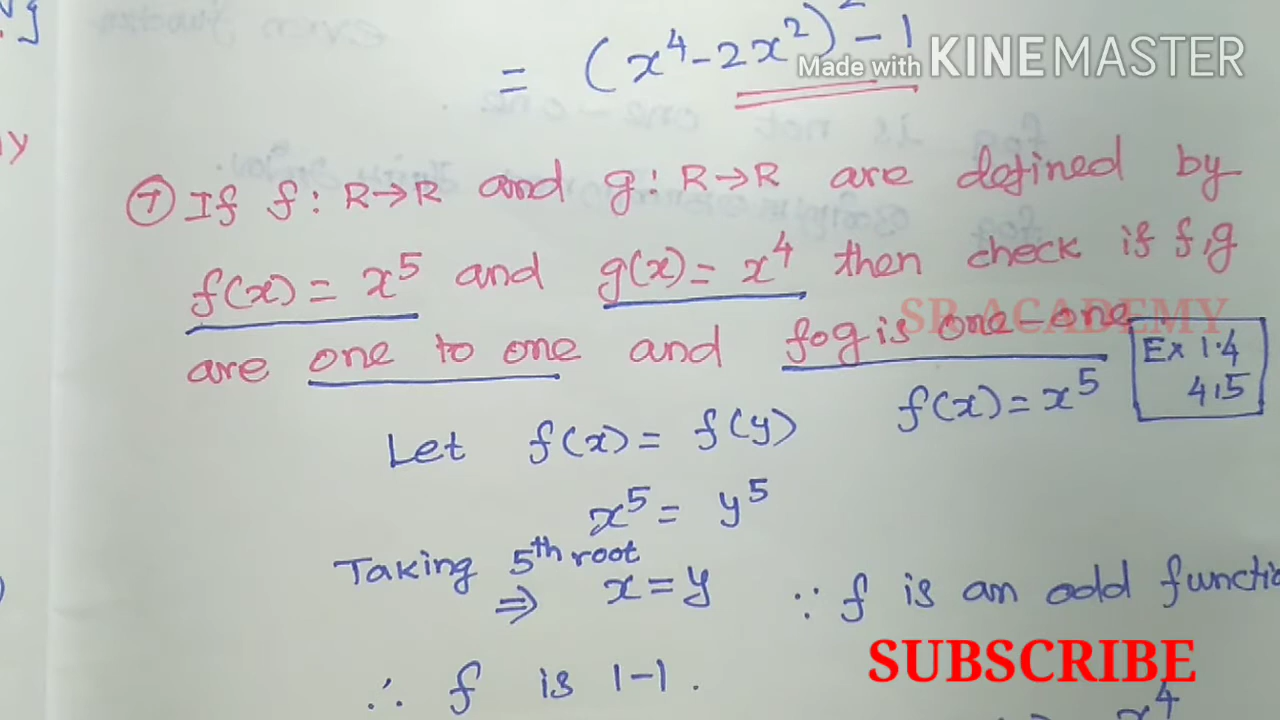 = (x⁴-2x²)² - 1
Made with KINEMASTER
⑦ If f: R→R and g: R→R are defined by
f(x) = x⁵ and g(x) = x⁴ then check if f,g
are one to one and fog is one-one
SR ACADEMY
Ex 1.4
4,5
Let f(x) = f(y) f(x) = x⁵
x⁵ = y⁵
Taking 5th root
⇒ x = y ∵ f is an odd functio
∴ f is 1-1.
SUBSCRIBE
x⁴